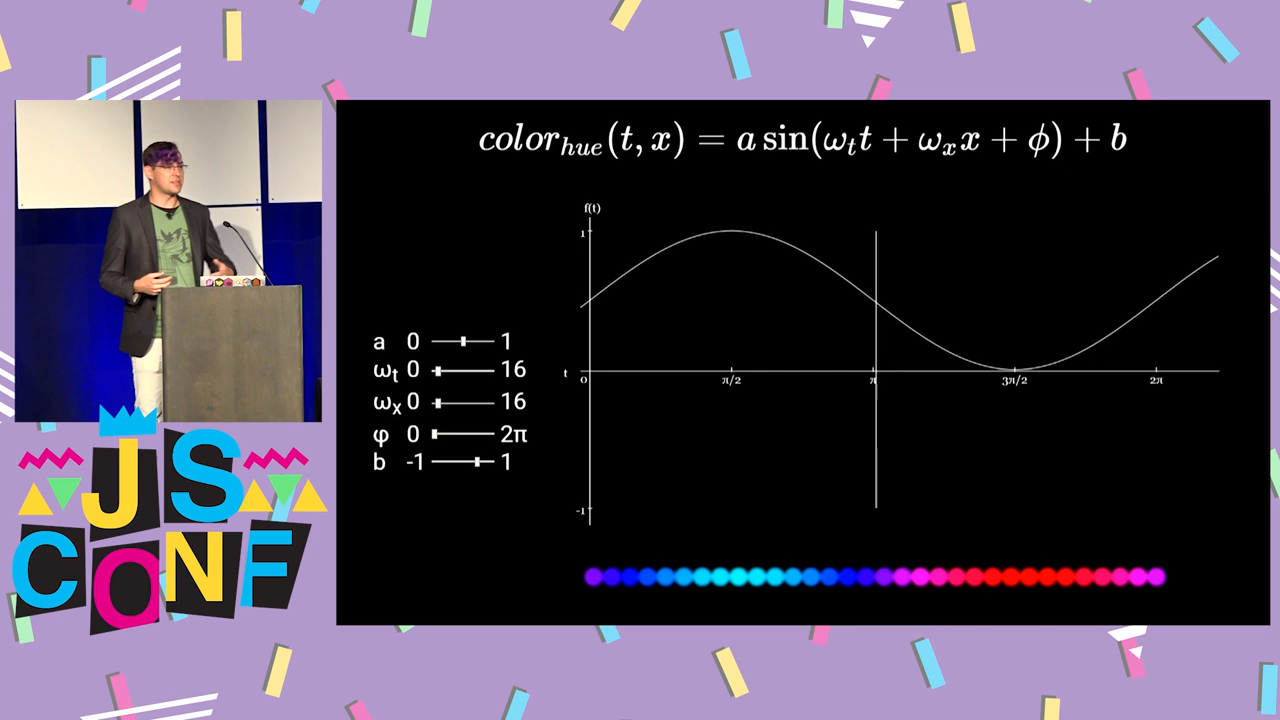 color_hue(t, x) = a sin(ω_t t + ω_x x + ϕ) + b
f(t)
1
a 0 1
ω_t 0 16
t 0 π/2 π 3π/2 2π
ω_x 0 16
φ 0 2π
b -1 1
-1
JS
CONF